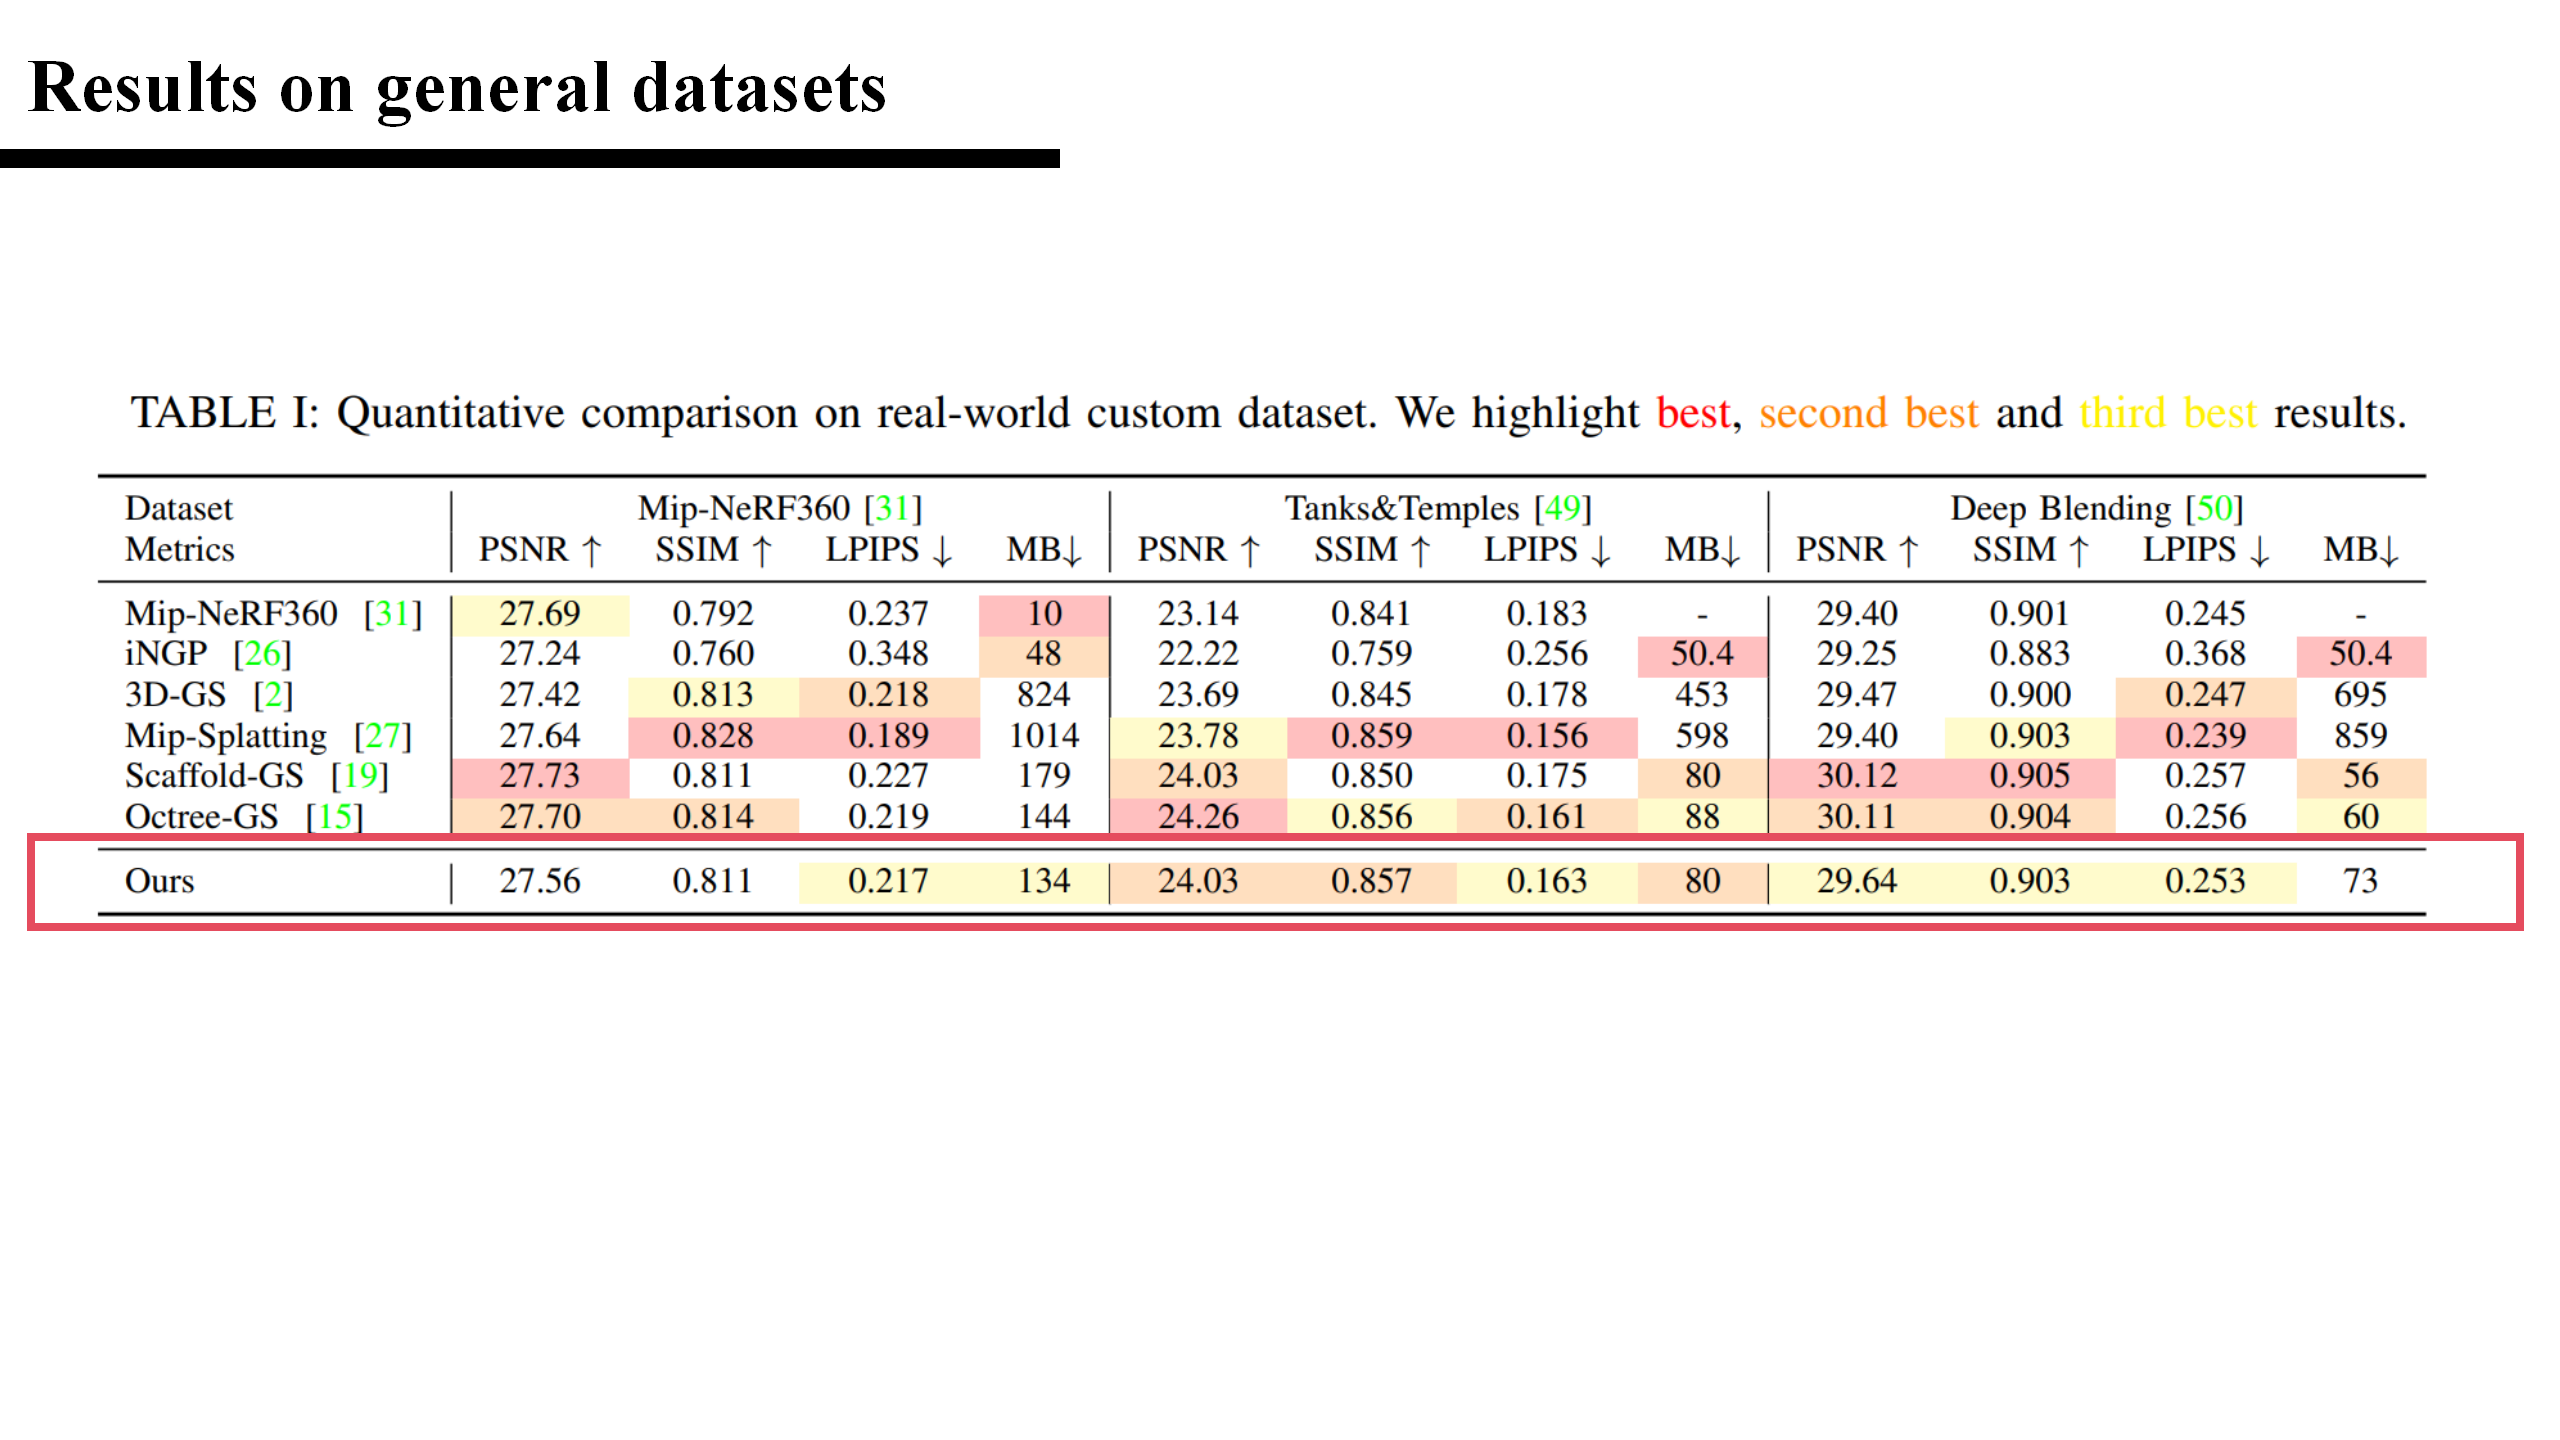 Results on general datasets
TABLE I: Quantitative comparison on real-world custom dataset. We highlight best, second best and third best results.
Dataset Mip-NeRF360 [31] Tanks&Temples [49] Deep Blending [50]
Metrics PSNR ↑ SSIM ↑ LPIPS ↓ MB↓ PSNR ↑ SSIM ↑ LPIPS ↓ MB↓ PSNR ↑ SSIM ↑ LPIPS ↓ MB↓
Mip-NeRF360 [31] 27.69 0.792 0.237 10 23.14 0.841 0.183 - 29.40 0.901 0.245 -
iNGP [26] 27.24 0.760 0.348 48 22.22 0.759 0.256 50.4 29.25 0.883 0.368 50.4
3D-GS [2] 27.42 0.813 0.218 824 23.69 0.845 0.178 453 29.47 0.900 0.247 695
Mip-Splatting [27] 27.64 0.828 0.189 1014 23.78 0.859 0.156 598 29.40 0.903 0.239 859
Scaffold-GS [19] 27.73 0.811 0.227 179 24.03 0.850 0.175 80 30.12 0.905 0.257 56
Octree-GS [15] 27.70 0.814 0.219 144 24.26 0.856 0.161 88 30.11 0.904 0.256 60
Ours 27.56 0.811 0.217 134 24.03 0.857 0.163 80 29.64 0.903 0.253 73